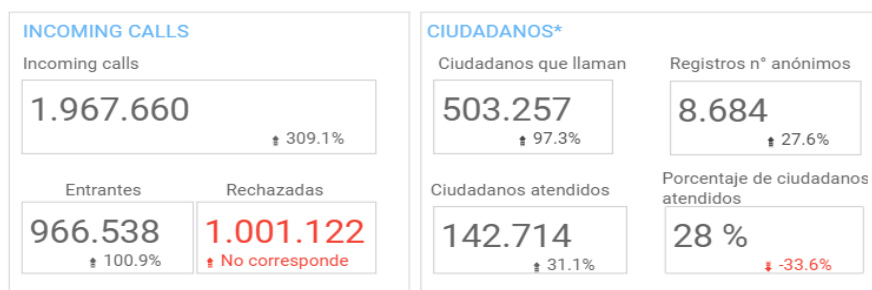 INCOMING CALLS
Incoming calls
1.967.660
309.1%
Entrantes
966.538
100.9%
Rechazadas
1.001.122
No corresponde
CIUDADANOS*
Ciudadanos que llaman
503.257
97.3%
Registros n° anónimos
8.684
27.6%
Ciudadanos atendidos
142.714
31.1%
Porcentaje de ciudadanos
atendidos
28 %
-33.6%